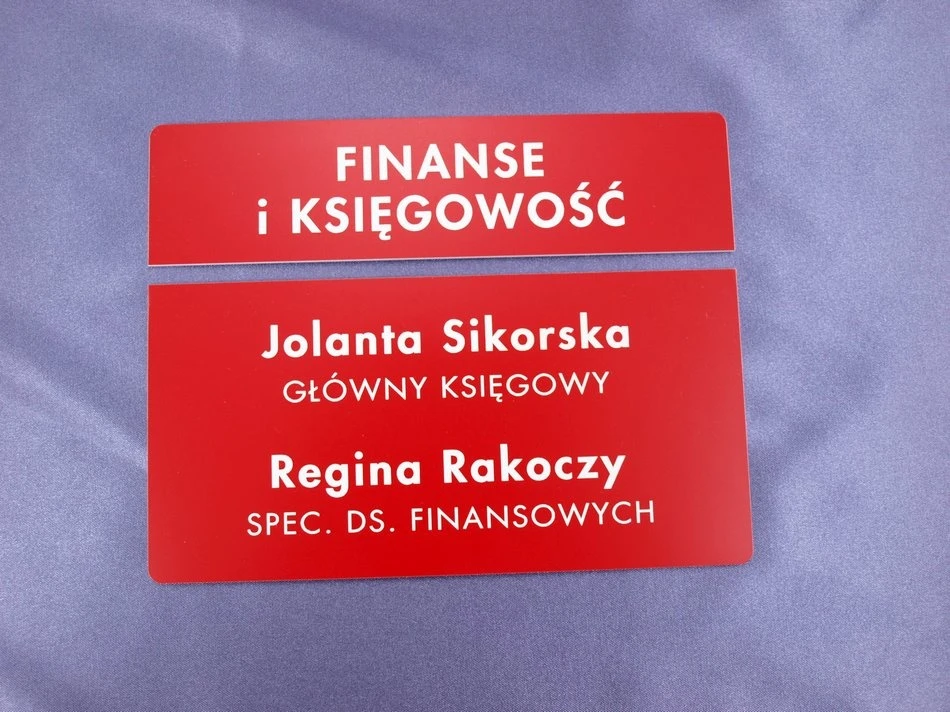 FINANSE
i KSIĘGOWOŚĆ
Jolanta Sikorska
GŁÓWNY KSIĘGOWY
Regina Rakoczy
SPEC. DS. FINANSOWYCH